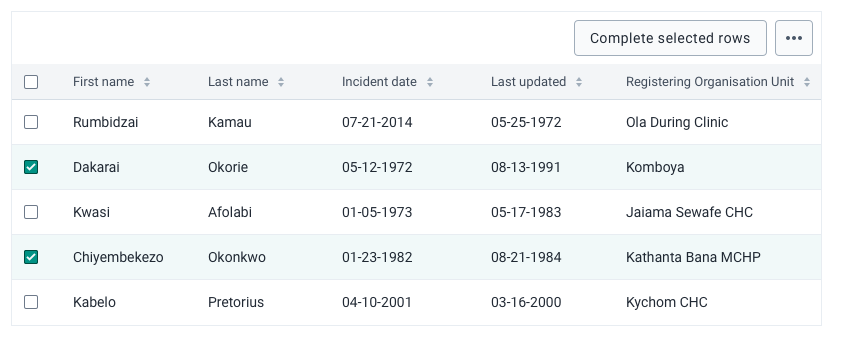 Complete selected rows
First name Last name Incident date Last updated Registering Organisation Unit
Rumbidzai Kamau 07-21-2014 05-25-1972 Ola During Clinic
Dakarai Okorie 05-12-1972 08-13-1991 Komboya
Kwasi Afolabi 01-05-1973 05-17-1983 Jaiama Sewafe CHC
Chiyembekezo Okonkwo 01-23-1982 08-21-1984 Kathanta Bana MCHP
Kabelo Pretorius 04-10-2001 03-16-2000 Kychom CHC